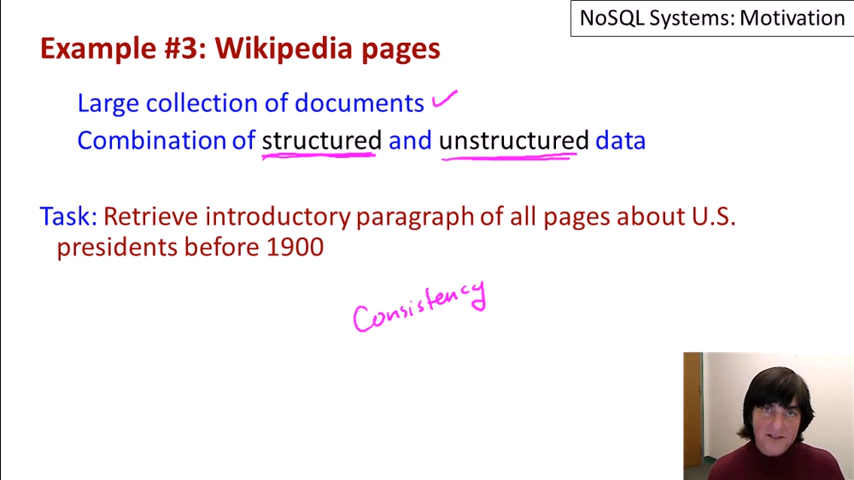 NoSQL Systems: Motivation
Example #3: Wikipedia pages
Large collection of documents
Combination of structured and unstructured data
Task: Retrieve introductory paragraph of all pages about U.S.
presidents before 1900
Consistency